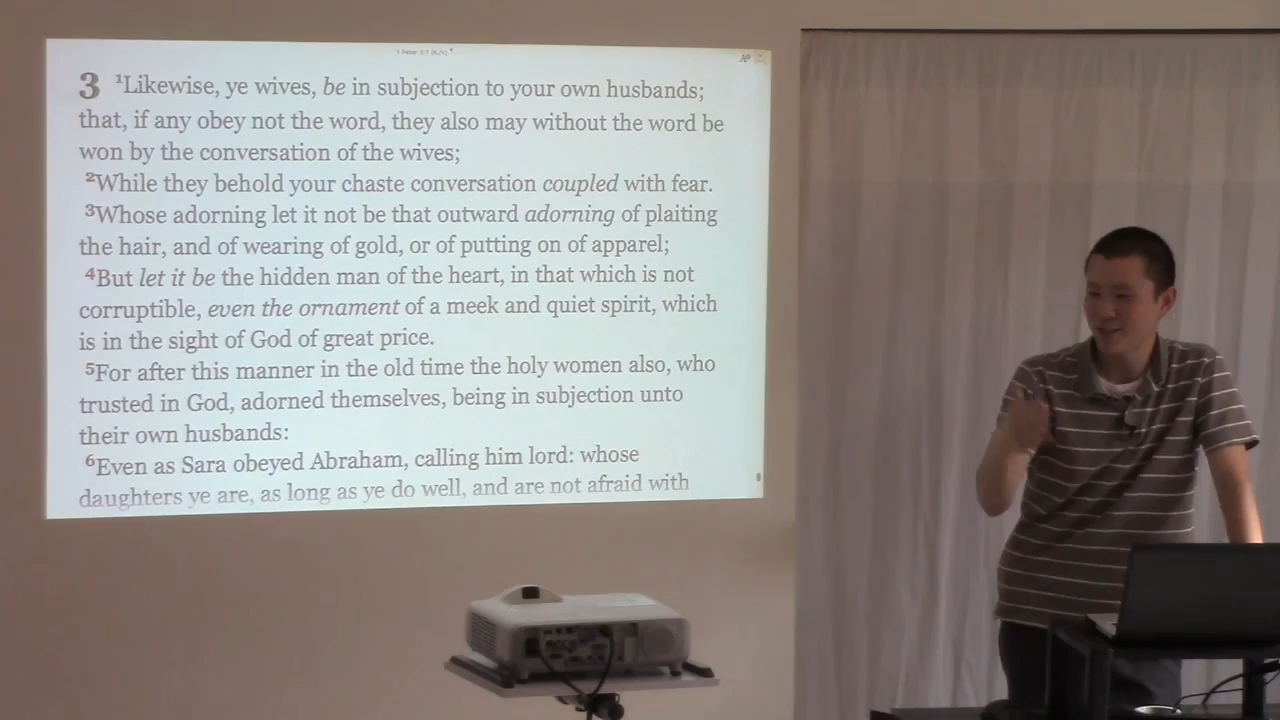 1 Peter 3:1 (KJV)
3 ¹Likewise, ye wives, be in subjection to your own husbands;
that, if any obey not the word, they also may without the word be
won by the conversation of the wives;
²While they behold your chaste conversation coupled with fear.
³Whose adorning let it not be that outward adorning of plaiting
the hair, and of wearing of gold, or of putting on of apparel;
⁴But let it be the hidden man of the heart, in that which is not
corruptible, even the ornament of a meek and quiet spirit, which
is in the sight of God of great price.
⁵For after this manner in the old time the holy women also, who
trusted in God, adorned themselves, being in subjection unto
their own husbands:
⁶Even as Sara obeyed Abraham, calling him lord: whose
daughters ye are, as long as ye do well, and are not afraid with